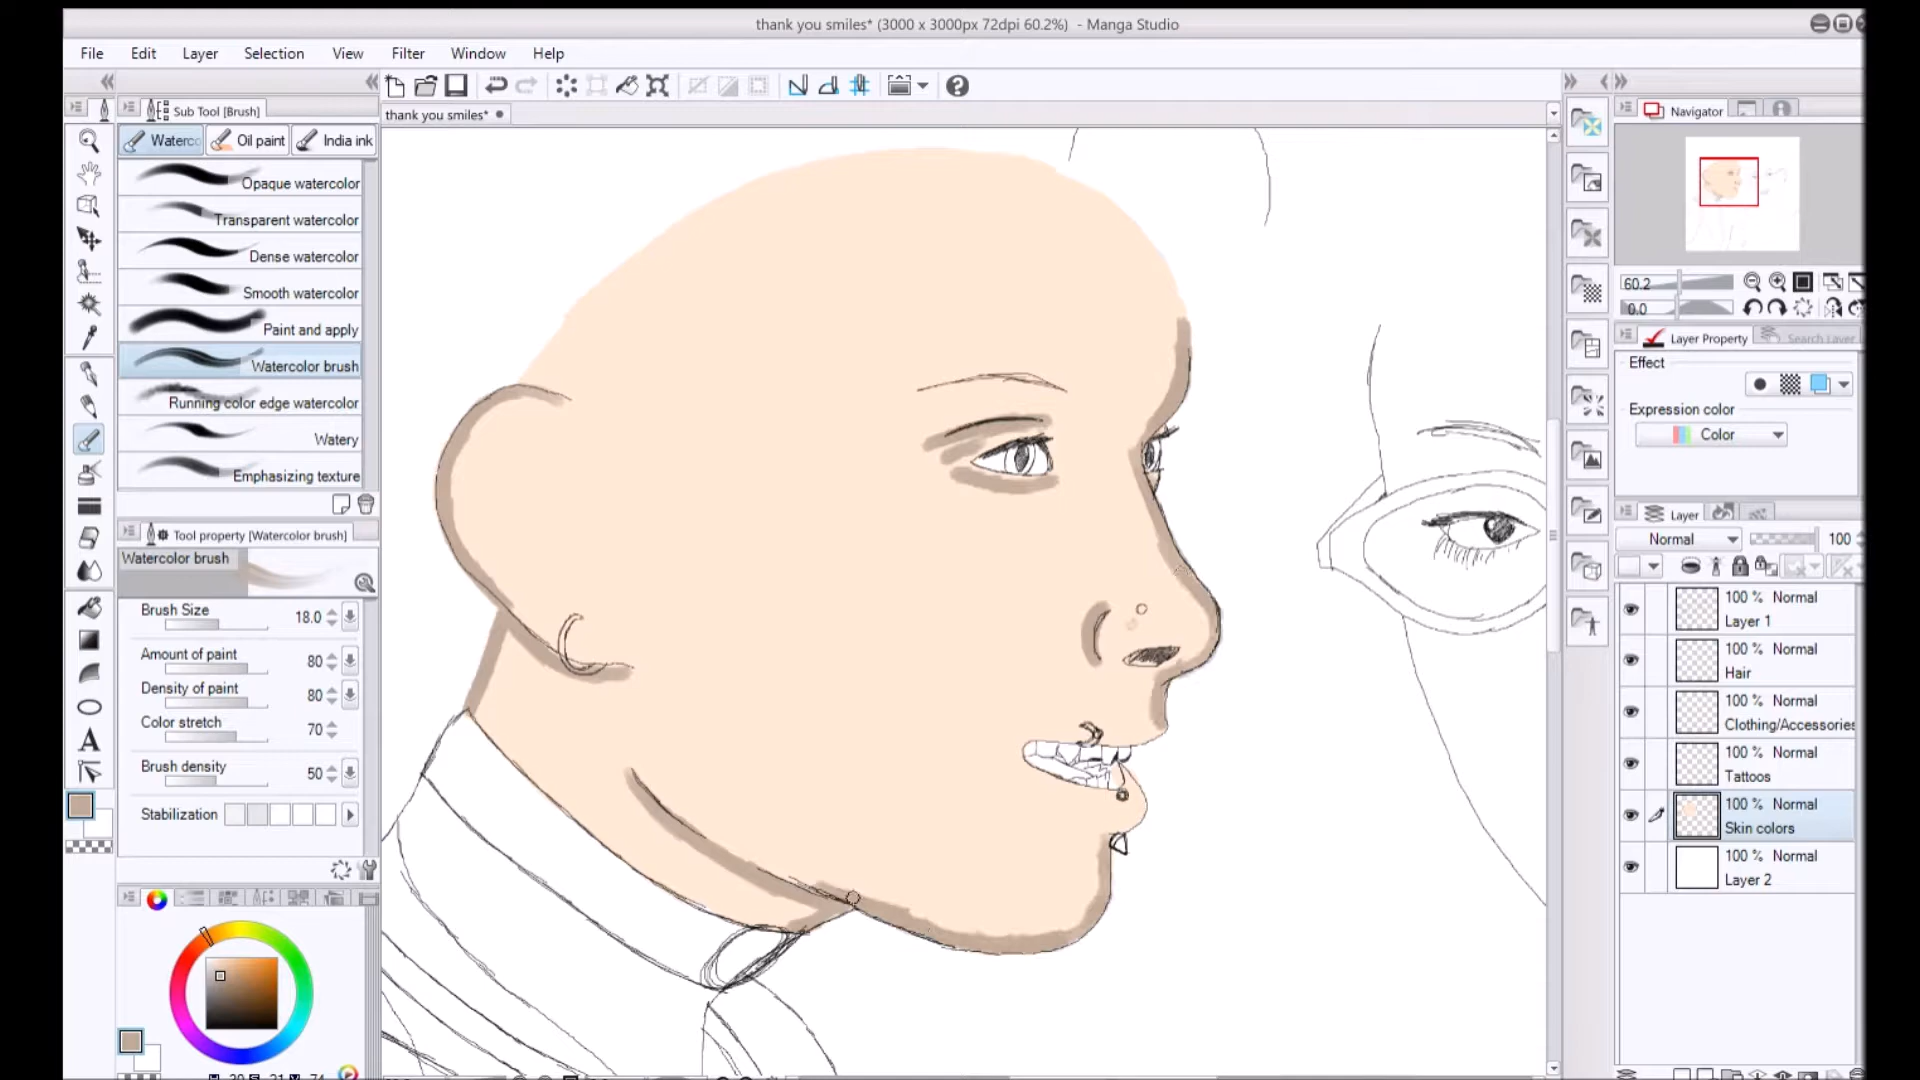 thank you smiles* (3000 x 3000px 72dpi 60.2%) - Manga Studio
File Edit Layer Selection View Filter Window Help
Sub Tool [Brush]
Waterc Oil paint India ink
Opaque watercolor
Transparent watercolor
Dense watercolor
Smooth watercolor
Paint and apply
Watercolor brush
Running color edge watercolor
Watery
Emphasizing texture
Tool property [Watercolor brush]
Watercolor brush
Brush Size 18.0
Amount of paint 80
Density of paint 80
Color stretch 70
Brush density 50
Stabilization
thank you smiles*
Navigator
60.2
0.0
Layer Property Search Layer
Effect
Expression color
Color
Layer
Normal 100
100 % Normal
Layer 1
100 % Normal
Hair
100 % Normal
Clothing/Accessories
100 % Normal
Tattoos
100 % Normal
Skin colors
100 % Normal
Layer 2